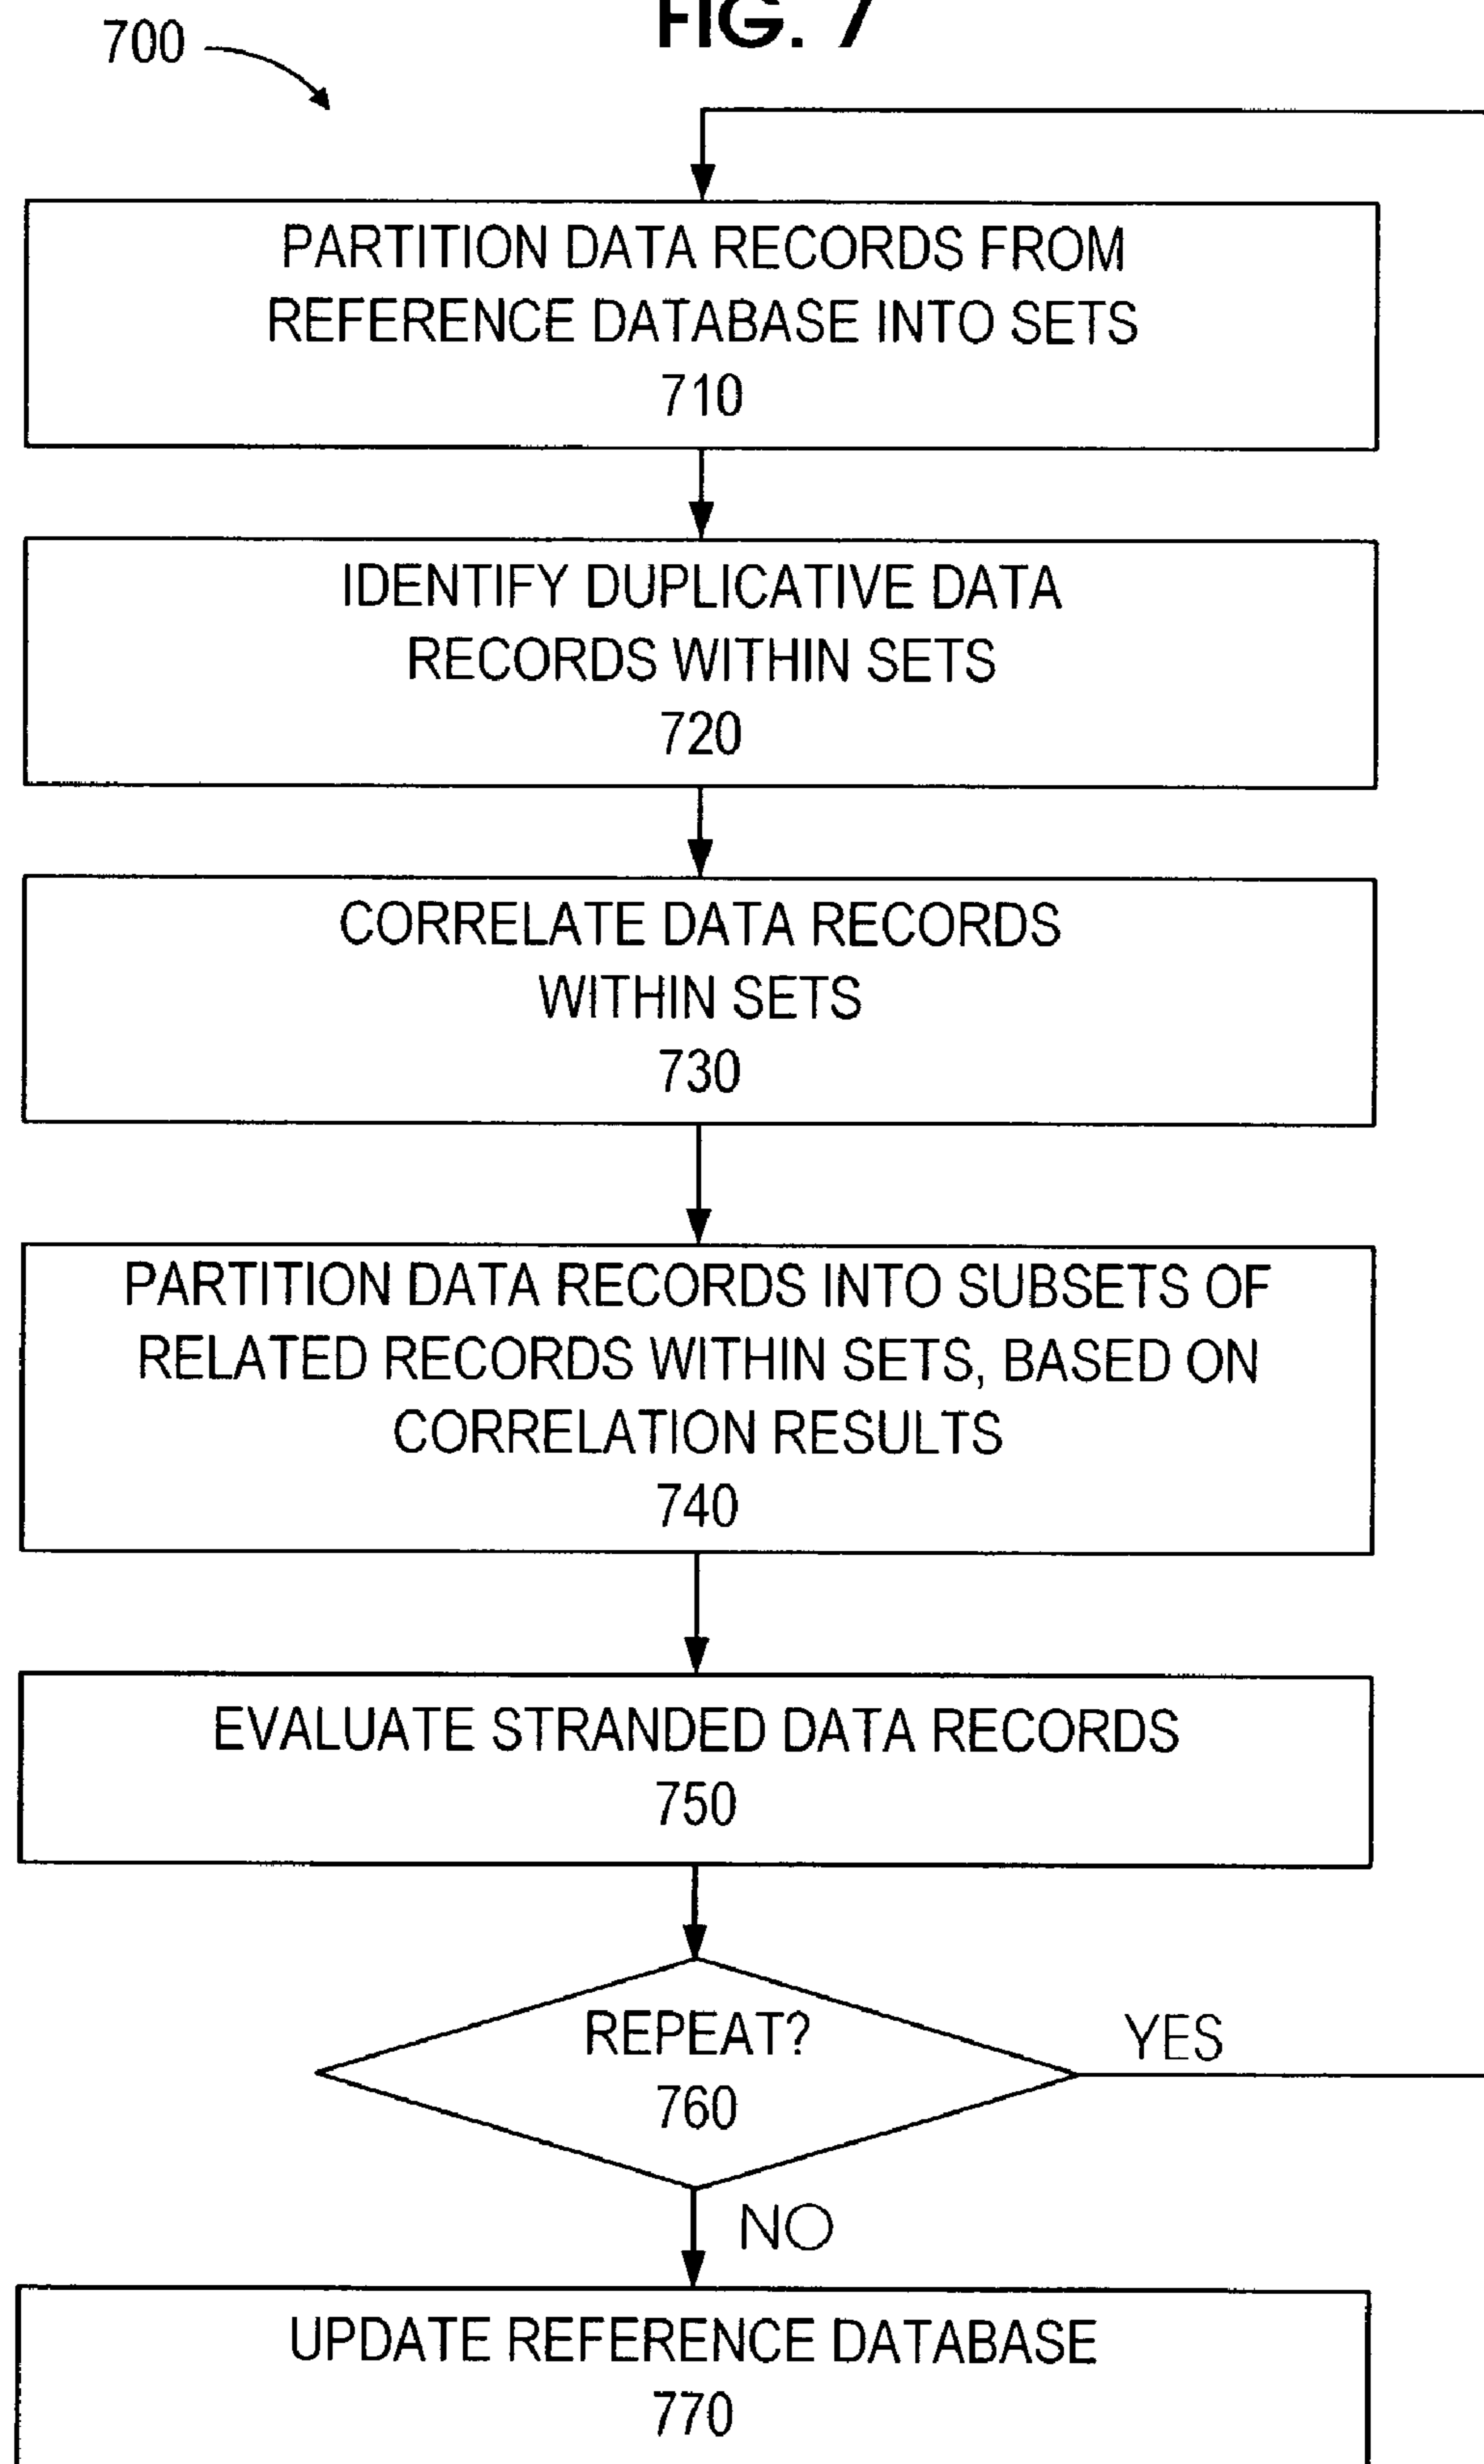 FIG. 7
700
PARTITION DATA RECORDS FROM
REFERENCE DATABASE INTO SETS
710
IDENTIFY DUPLICATIVE DATA
RECORDS WITHIN SETS
720
CORRELATE DATA RECORDS
WITHIN SETS
730
PARTITION DATA RECORDS INTO SUBSETS OF
RELATED RECORDS WITHIN SETS, BASED ON
CORRELATION RESULTS
740
EVALUATE STRANDED DATA RECORDS
750
REPEAT?
760
YES
NO
UPDATE REFERENCE DATABASE
770